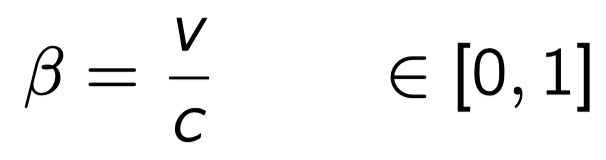 β = v/c ∈ [0, 1]